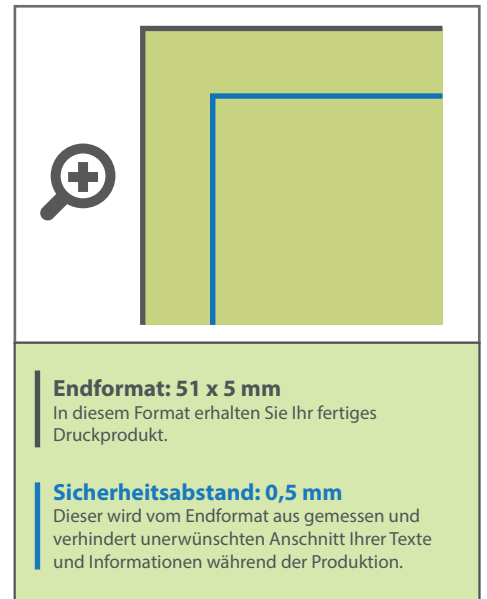 Endformat: 51 x 5 mm
In diesem Format erhalten Sie Ihr fertiges
Druckprodukt.
Sicherheitsabstand: 0,5 mm
Dieser wird vom Endformat aus gemessen und
verhindert unerwünschten Anschnitt Ihrer Texte
und Informationen während der Produktion.